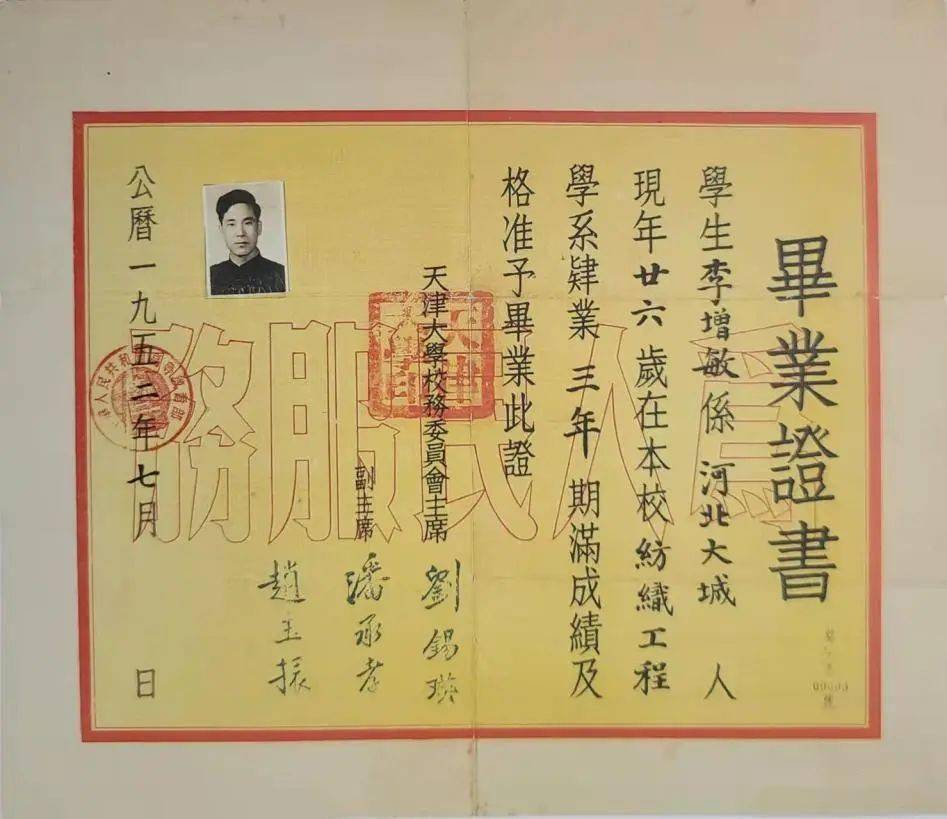 畢業證書
學生李增敏係河北大城人
現年廿六歲在本校紡織工程
學系肄業三年期滿成績及
格准予畢業此證
天津大學校務委員會主席 劉錫瑛
副主席 潘承孝
趙玉振
公曆一九五二年七月 日
為人民服務